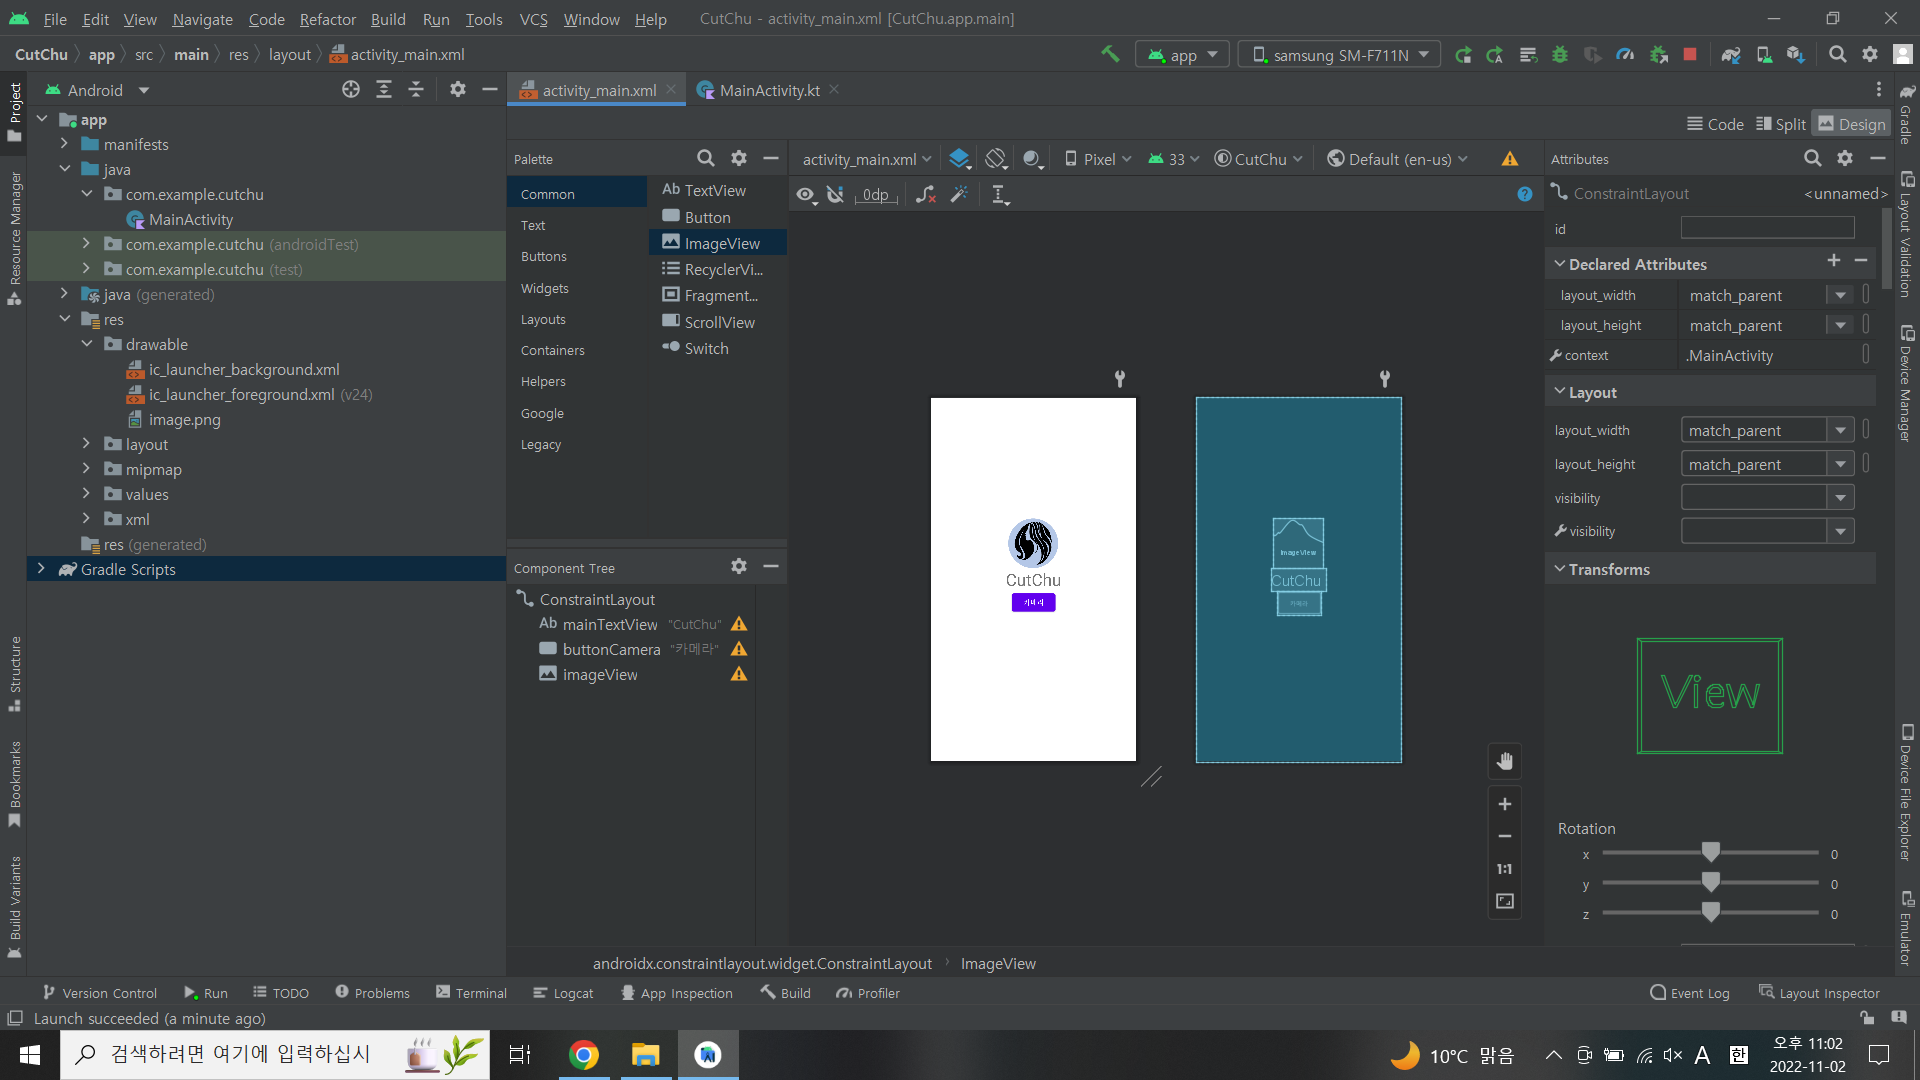 File Edit View Navigate Code Refactor Build Run Tools VCS Window Help CutChu - activity_main.xml [CutChu.app.main]
CutChu app src main res layout activity_main.xml app samsung SM-F711N
Project
Resource Manager
Structure
Bookmarks
Build Variants
Android
app
manifests
java
com.example.cutchu
MainActivity
com.example.cutchu (androidTest)
com.example.cutchu (test)
java (generated)
res
drawable
ic_launcher_background.xml
ic_launcher_foreground.xml (v24)
image.png
layout
mipmap
values
xml
res (generated)
Gradle Scripts
activity_main.xml MainActivity.kt
Code Split Design
Palette
Common
Text
Buttons
Widgets
Layouts
Containers
Helpers
Google
Legacy
Ab TextView
Button
ImageView
RecyclerVi...
Fragment...
ScrollView
Switch
Component Tree
ConstraintLayout
Ab mainTextView "CutChu"
buttonCamera "카메라"
imageView
activity_main.xml Pixel 33 CutChu Default (en-us)
0dp
CutChu
카메라
ImageView
CutChu
카메라
1:1
androidx.constraintlayout.widget.ConstraintLayout ImageView
Attributes
ConstraintLayout <unnamed>
id
Declared Attributes
layout_width match_parent
layout_height match_parent
context .MainActivity
Layout
layout_width match_parent
layout_height match_parent
visibility
visibility
Transforms
View
Rotation
x 0
y 0
z 0
Gradle
Layout Validation
Device Manager
Device File Explorer
Emulator
Version Control Run TODO Problems Terminal Logcat App Inspection Build Profiler Event Log Layout Inspector
Launch succeeded (a minute ago)
검색하려면 여기에 입력하십시
10°C 맑음 A 한
오후 11:02
2022-11-02